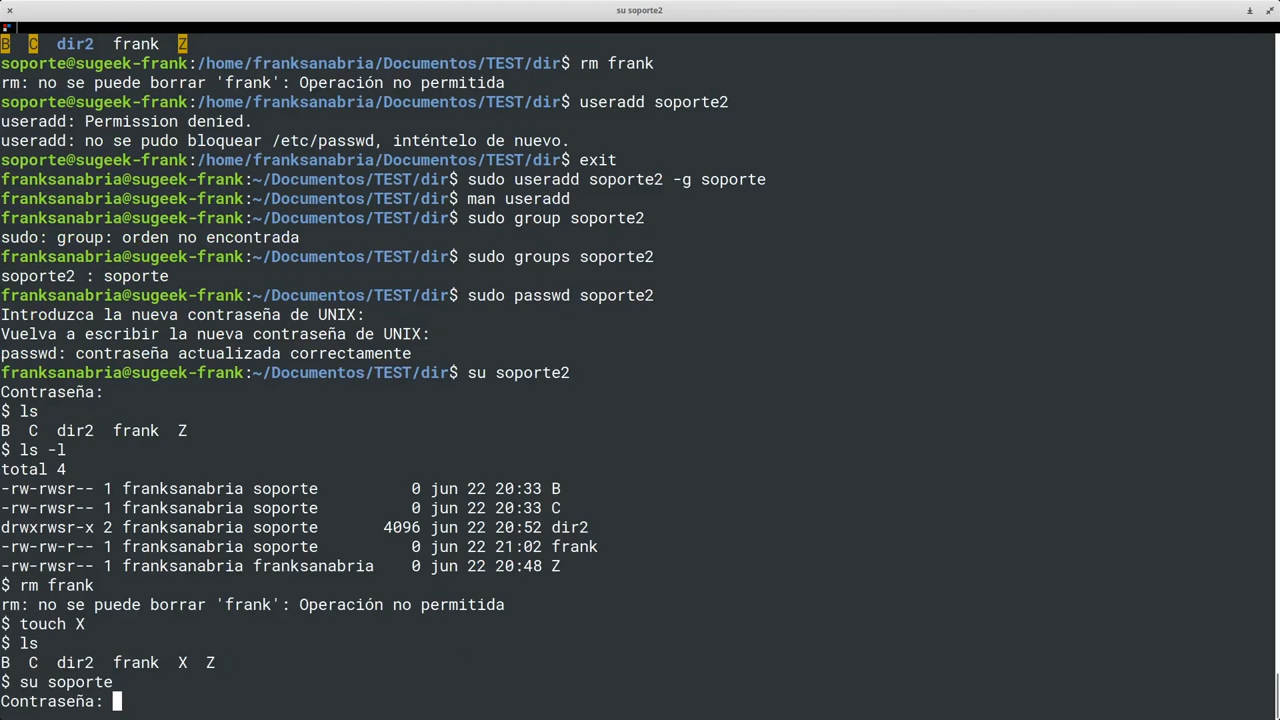 su soporte2
B C dir2 frank Z
soporte@sugeek-frank:/home/franksanabria/Documentos/TEST/dir$ rm frank
rm: no se puede borrar 'frank': Operación no permitida
soporte@sugeek-frank:/home/franksanabria/Documentos/TEST/dir$ useradd soporte2
useradd: Permission denied.
useradd: no se pudo bloquear /etc/passwd, inténtelo de nuevo.
soporte@sugeek-frank:/home/franksanabria/Documentos/TEST/dir$ exit
franksanabria@sugeek-frank:~/Documentos/TEST/dir$ sudo useradd soporte2 -g soporte
franksanabria@sugeek-frank:~/Documentos/TEST/dir$ man useradd
franksanabria@sugeek-frank:~/Documentos/TEST/dir$ sudo group soporte2
sudo: group: orden no encontrada
franksanabria@sugeek-frank:~/Documentos/TEST/dir$ sudo groups soporte2
soporte2 : soporte
franksanabria@sugeek-frank:~/Documentos/TEST/dir$ sudo passwd soporte2
Introduzca la nueva contraseña de UNIX:
Vuelva a escribir la nueva contraseña de UNIX:
passwd: contraseña actualizada correctamente
franksanabria@sugeek-frank:~/Documentos/TEST/dir$ su soporte2
Contraseña:
$ ls
B C dir2 frank Z
$ ls -l
total 4
-rw-rwsr-- 1 franksanabria soporte 0 jun 22 20:33 B
-rw-rwsr-- 1 franksanabria soporte 0 jun 22 20:33 C
drwxrwsr-x 2 franksanabria soporte 4096 jun 22 20:52 dir2
-rw-rw-r-- 1 franksanabria soporte 0 jun 22 21:02 frank
-rw-rwsr-- 1 franksanabria franksanabria 0 jun 22 20:48 Z
$ rm frank
rm: no se puede borrar 'frank': Operación no permitida
$ touch X
$ ls
B C dir2 frank X Z
$ su soporte
Contraseña: